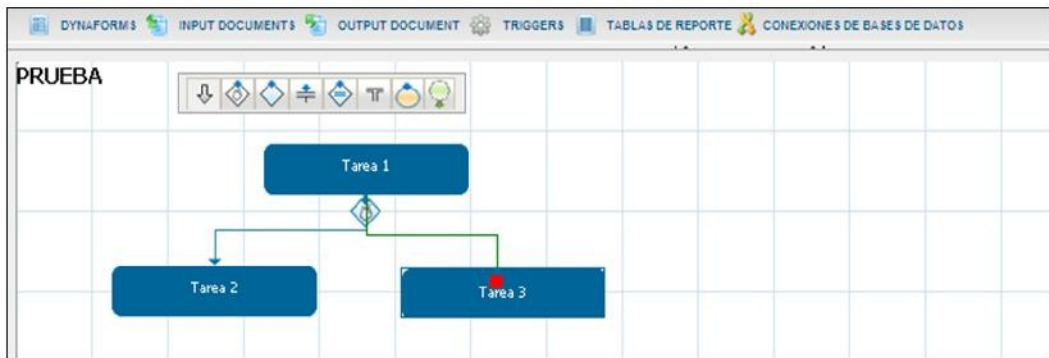 DYNAFORMS INPUT DOCUMENTS OUTPUT DOCUMENT TRIGGERS TABLAS DE REPORTE CONEXIONES DE BASES DE DATOS
PRUEBA
Tarea 1
Tarea 2 Tarea 3